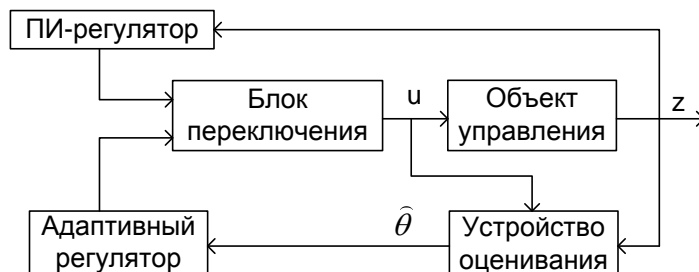 ПИ-регулятор
Блок
переключения
u
Объект
управления
z
Адаптивный
регулятор
θ̂
Устройство
оценивания